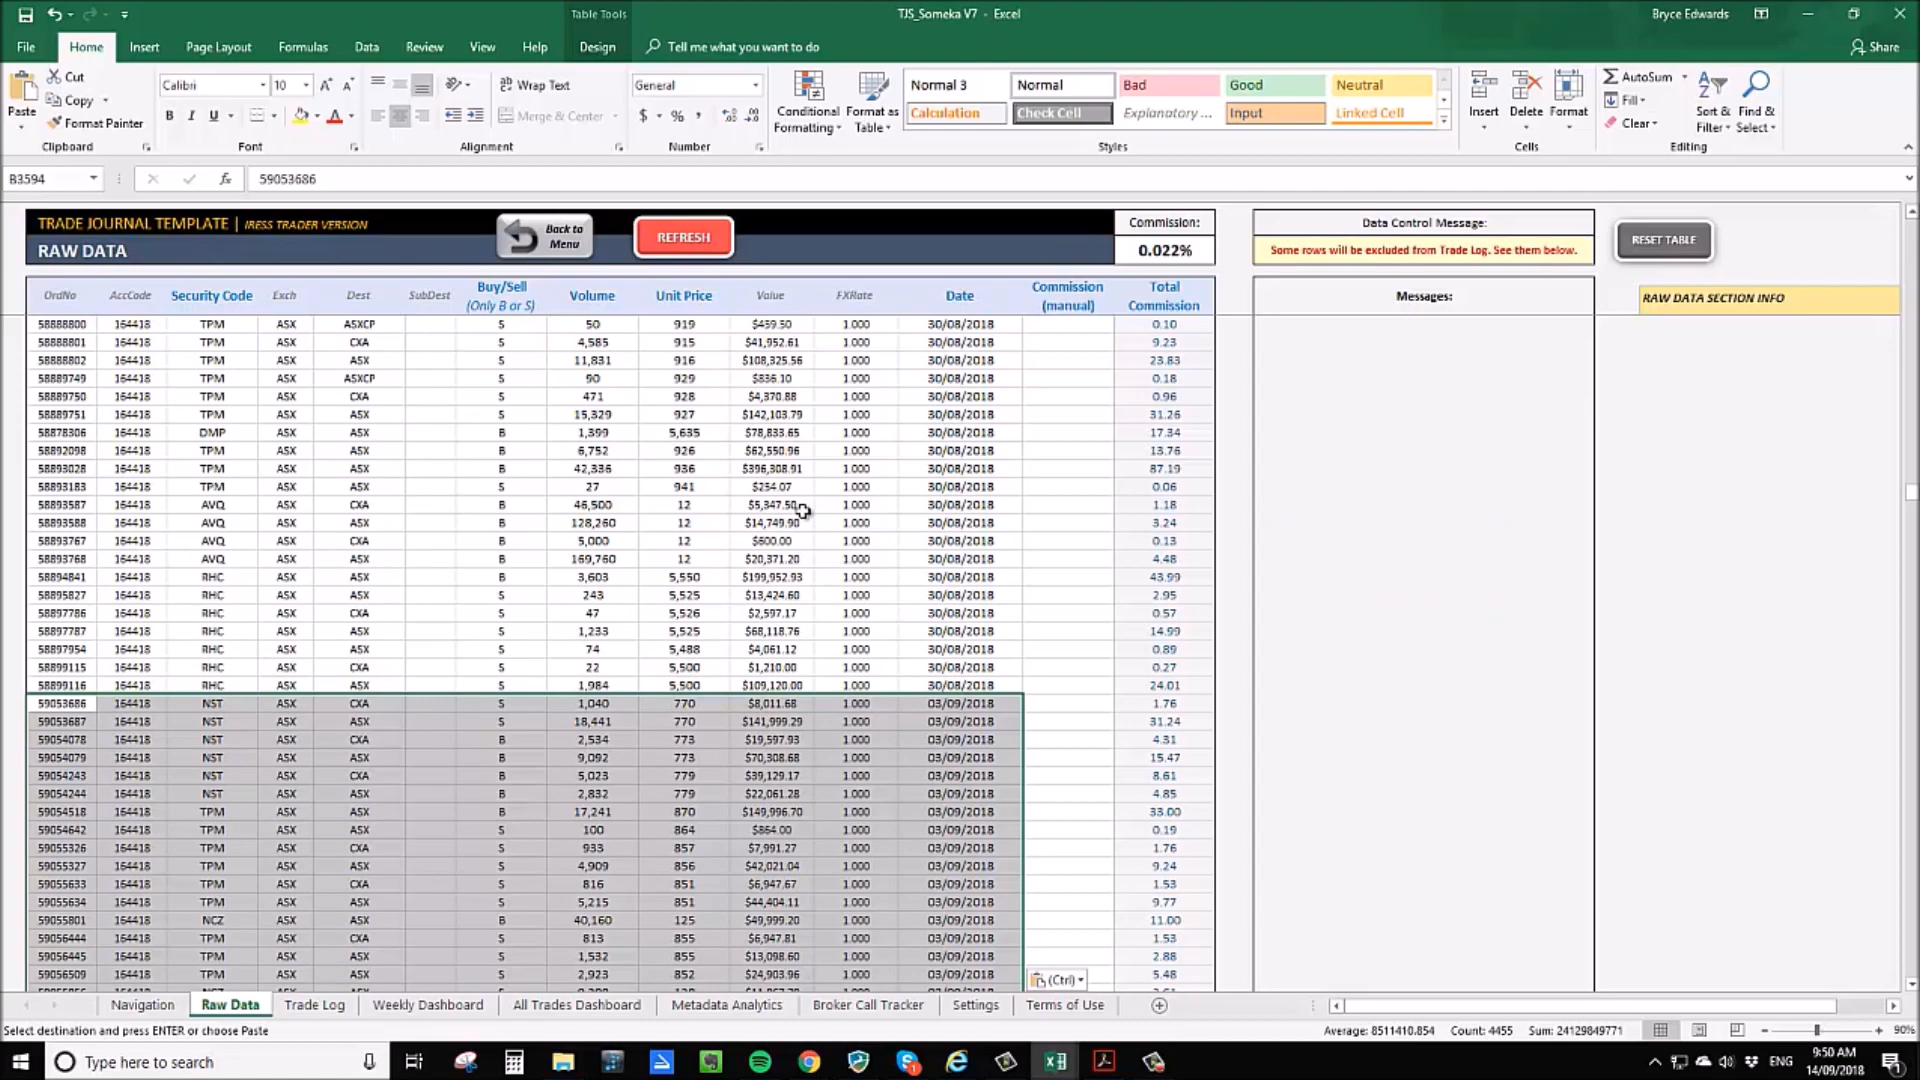 Table Tools
TJS_Someka V7 - Excel
Bryce Edwards
File Home Insert Page Layout Formulas Data Review View Help Design Tell me what you want to do Share
Paste Cut Copy Format Painter
Calibri 10 Wrap Text Merge & Center
General
Conditional Formatting Format as Table
Normal 3 Normal Bad Good Neutral
Calculation Check Cell Explanatory ... Input Linked Cell
Insert Delete Format
AutoSum Fill Clear Sort & Filter Find & Select
Clipboard Font Alignment Number Styles Cells Editing
B3594 fx 59053686
TRADE JOURNAL TEMPLATE | IRESS TRADER VERSION
RAW DATA
Back to Menu
REFRESH
Commission:
0.022%
Data Control Message:
Some rows will be excluded from Trade Log. See them below.
RESET TABLE
OrdNo AccCode Security Code Exch Dest SubDest Buy/Sell (Only B or S) Volume Unit Price Value FXRate Date Commission (manual) Total Commission
Messages:
RAW DATA SECTION INFO
58888800 164418 TPM ASX ASXCP S 50 919 $459.50 1.000 30/08/2018 0.10
58888801 164418 TPM ASX CXA S 4,585 915 $41,952.61 1.000 30/08/2018 9.23
58888802 164418 TPM ASX ASX S 11,831 916 $108,325.56 1.000 30/08/2018 23.83
58889749 164418 TPM ASX ASXCP S 90 929 $836.10 1.000 30/08/2018 0.18
58889750 164418 TPM ASX CXA S 471 928 $4,370.88 1.000 30/08/2018 0.96
58889751 164418 TPM ASX ASX S 15,329 927 $142,103.79 1.000 30/08/2018 31.26
58878306 164418 DMP ASX ASX B 1,399 5,635 $78,833.65 1.000 30/08/2018 17.34
58892098 164418 TPM ASX ASX B 6,752 926 $62,550.96 1.000 30/08/2018 13.76
58893028 164418 TPM ASX ASX B 42,336 936 $396,308.91 1.000 30/08/2018 87.19
58893183 164418 TPM ASX ASX S 27 941 $254.07 1.000 30/08/2018 0.06
58893587 164418 AVQ ASX CXA B 46,500 12 $5,347.50 1.000 30/08/2018 1.18
58893588 164418 AVQ ASX ASX B 128,260 12 $14,749.90 1.000 30/08/2018 3.24
58893767 164418 AVQ ASX CXA B 5,000 12 $600.00 1.000 30/08/2018 0.13
58893768 164418 AVQ ASX ASX B 169,760 12 $20,371.20 1.000 30/08/2018 4.48
58894841 164418 RHC ASX ASX B 3,603 5,550 $199,952.93 1.000 30/08/2018 43.99
58895827 164418 RHC ASX ASX S 243 5,525 $13,424.60 1.000 30/08/2018 2.95
58897786 164418 RHC ASX CXA S 47 5,526 $2,597.17 1.000 30/08/2018 0.57
58897787 164418 RHC ASX ASX S 1,233 5,525 $68,118.76 1.000 30/08/2018 14.99
58897954 164418 RHC ASX ASX S 74 5,488 $4,061.12 1.000 30/08/2018 0.89
58899115 164418 RHC ASX CXA S 22 5,500 $1,210.00 1.000 30/08/2018 0.27
58899116 164418 RHC ASX ASX S 1,984 5,500 $109,120.00 1.000 30/08/2018 24.01
59053686 164418 NST ASX CXA S 1,040 770 $8,011.68 1.000 03/09/2018 1.76
59053687 164418 NST ASX ASX S 18,441 770 $141,999.29 1.000 03/09/2018 31.24
59054078 164418 NST ASX CXA B 2,534 773 $19,597.93 1.000 03/09/2018 4.31
59054079 164418 NST ASX ASX B 9,092 773 $70,308.68 1.000 03/09/2018 15.47
59054243 164418 NST ASX CXA B 5,023 779 $39,129.17 1.000 03/09/2018 8.61
59054244 164418 NST ASX ASX B 2,832 779 $22,061.28 1.000 03/09/2018 4.85
59054518 164418 TPM ASX ASX B 17,241 870 $149,996.70 1.000 03/09/2018 33.00
59054642 164418 TPM ASX ASX S 100 864 $864.00 1.000 03/09/2018 0.19
59055326 164418 TPM ASX CXA S 933 857 $7,991.27 1.000 03/09/2018 1.76
59055327 164418 TPM ASX ASX S 4,909 856 $42,021.04 1.000 03/09/2018 9.24
59055633 164418 TPM ASX CXA S 816 851 $6,947.67 1.000 03/09/2018 1.53
59055634 164418 TPM ASX ASX S 5,215 851 $44,404.11 1.000 03/09/2018 9.77
59055801 164418 NCZ ASX ASX B 40,160 125 $49,999.20 1.000 03/09/2018 11.00
59056444 164418 TPM ASX CXA S 813 855 $6,947.81 1.000 03/09/2018 1.53
59056445 164418 TPM ASX ASX S 1,532 855 $13,098.60 1.000 03/09/2018 2.88
59056509 164418 TPM ASX ASX S 2,923 852 $24,903.96 1.000 03/09/2018 5.48
(Ctrl)
Navigation Raw Data Trade Log Weekly Dashboard All Trades Dashboard Metadata Analytics Broker Call Tracker Settings Terms of Use
Select destination and press ENTER or choose Paste
Average: 8511410.854 Count: 4455 Sum: 24129849771 90%
Type here to search
ENG
9:50 AM
14/09/2018